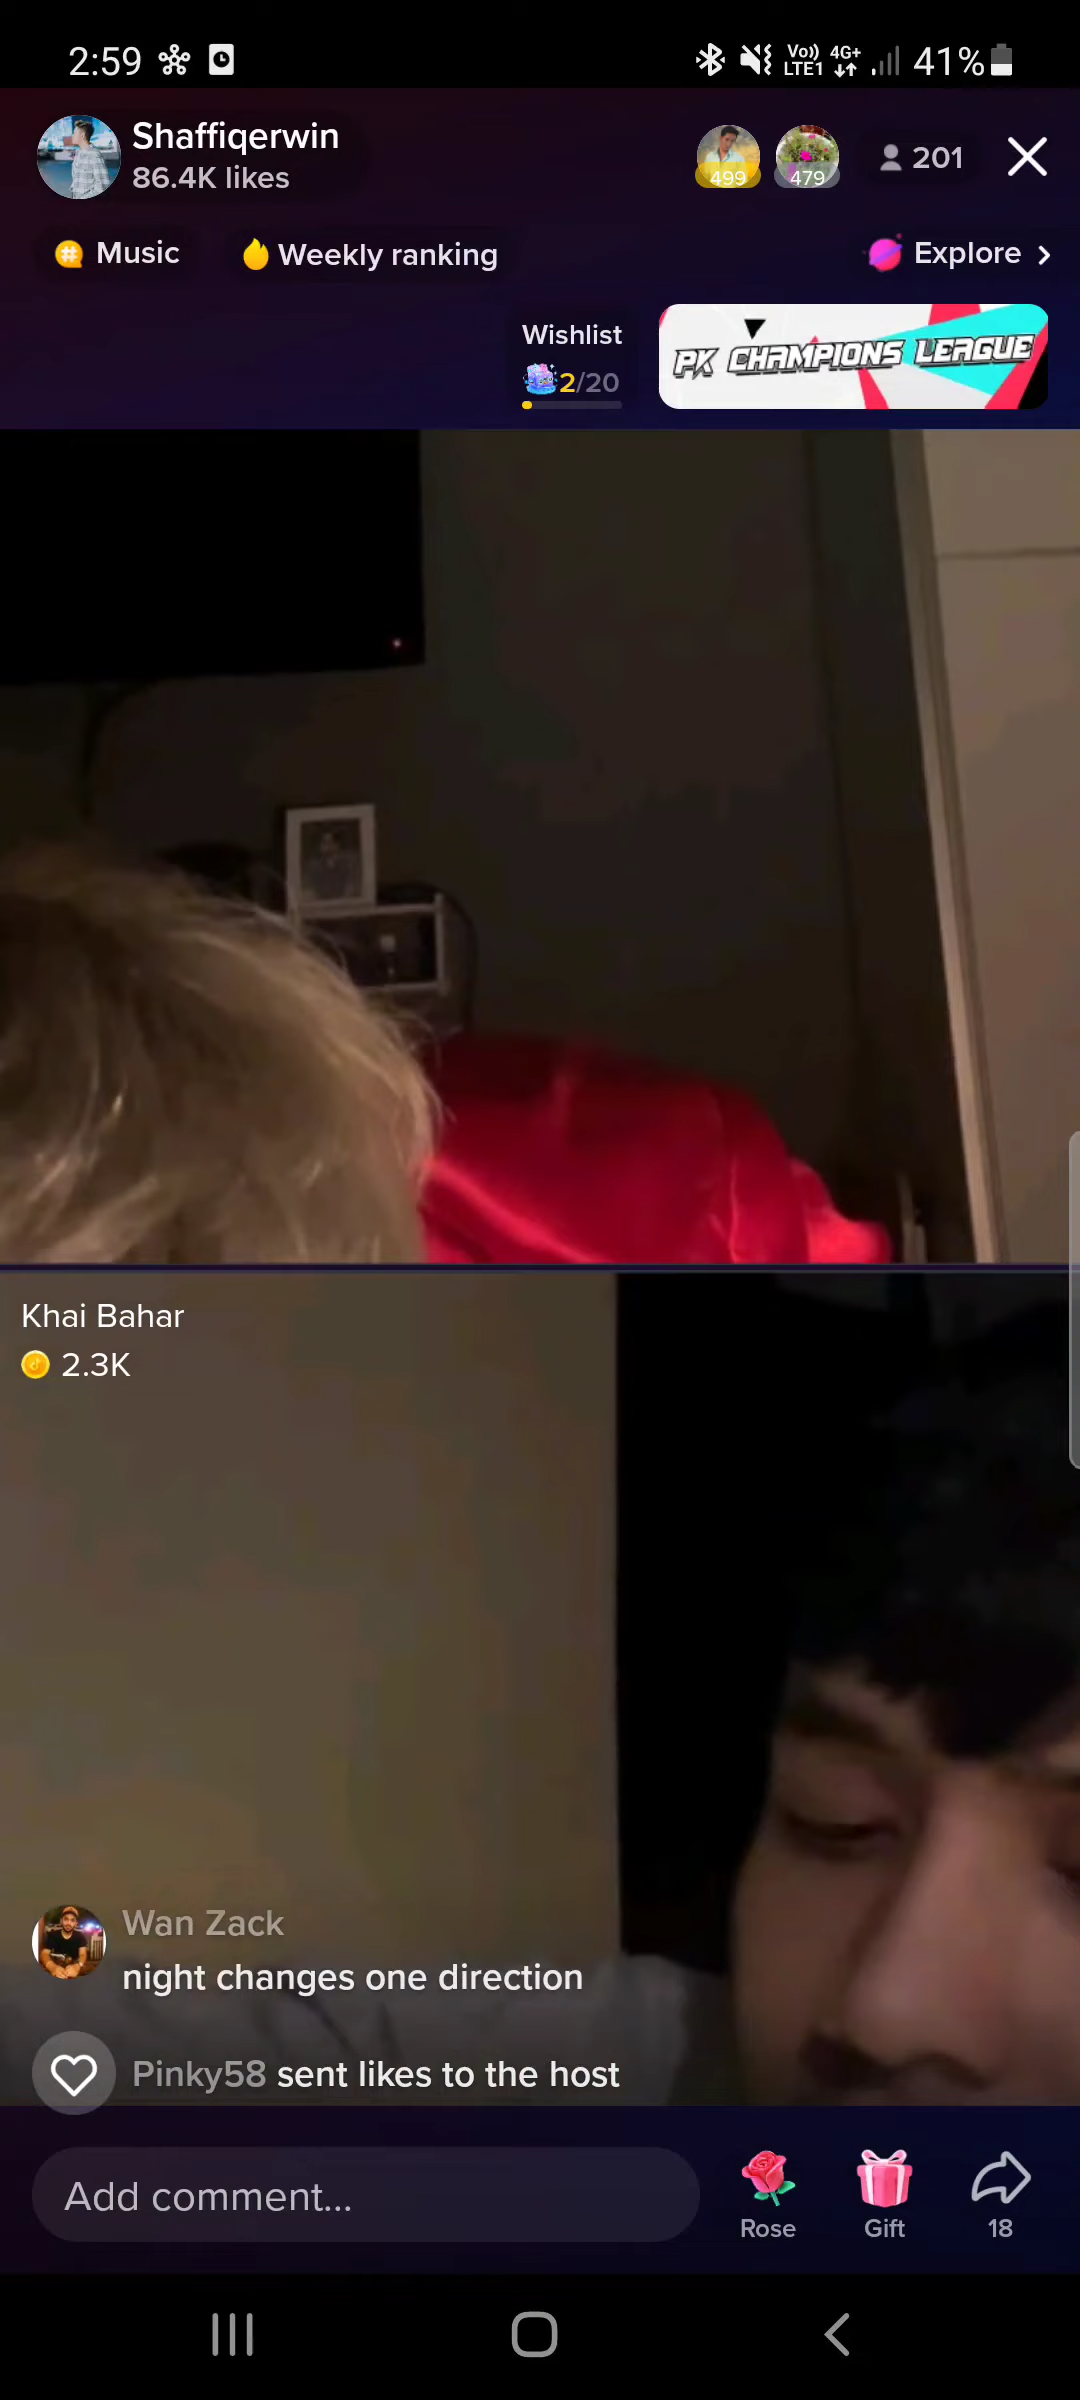 2:59
Vo)) LTE1 4G+ 41%
Shaffiqerwin
86.4K likes
499
479
201
Music
Weekly ranking
Explore
Wishlist
2/20
PK CHAMPIONS LEAGUE
Khai Bahar
2.3K
Wan Zack
night changes one direction
Pinky58 sent likes to the host
Add comment...
Rose
Gift
18